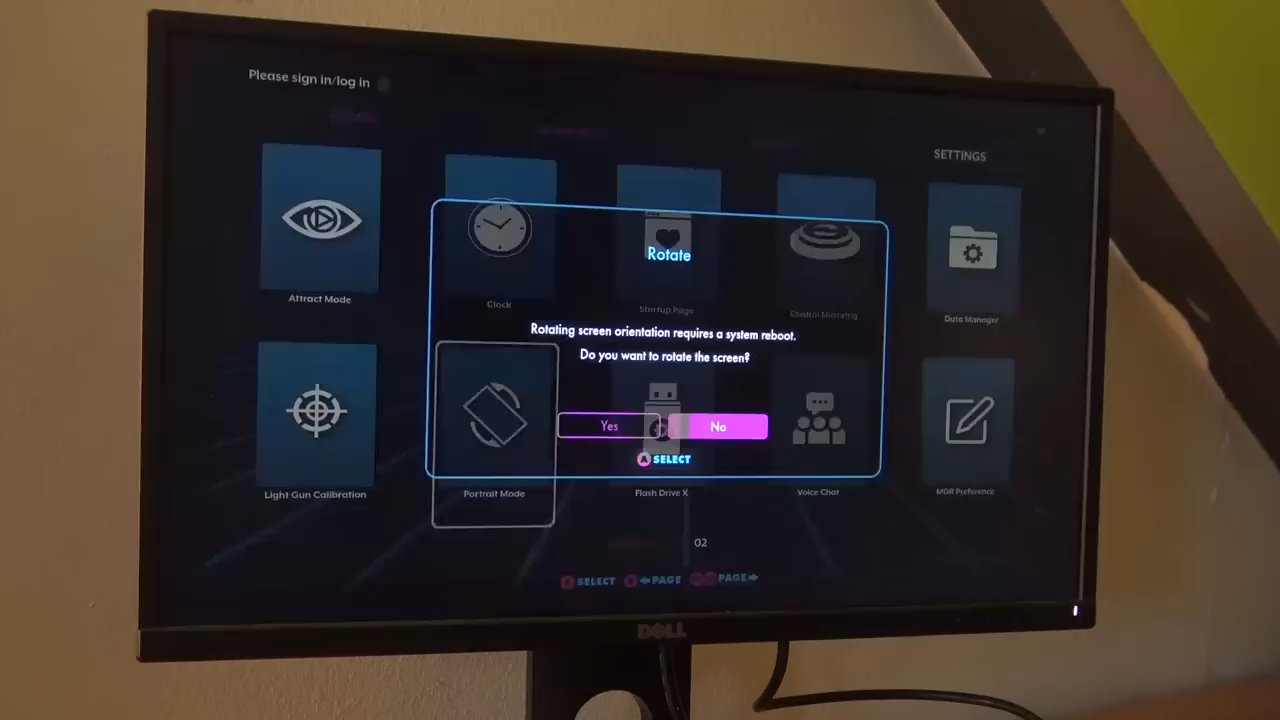 Please sign in/log in
SETTINGS
Attract Mode
Clock
Startup Page
Control Mirroring
Data Manager
Rotate
Rotating screen orientation requires a system reboot.
Do you want to rotate the screen?
Yes
No
A SELECT
Light Gun Calibration
Portrait Mode
Flash Drive X
Voice Chat
MGR Preference
02
SELECT
PAGE
PAGE
DELL